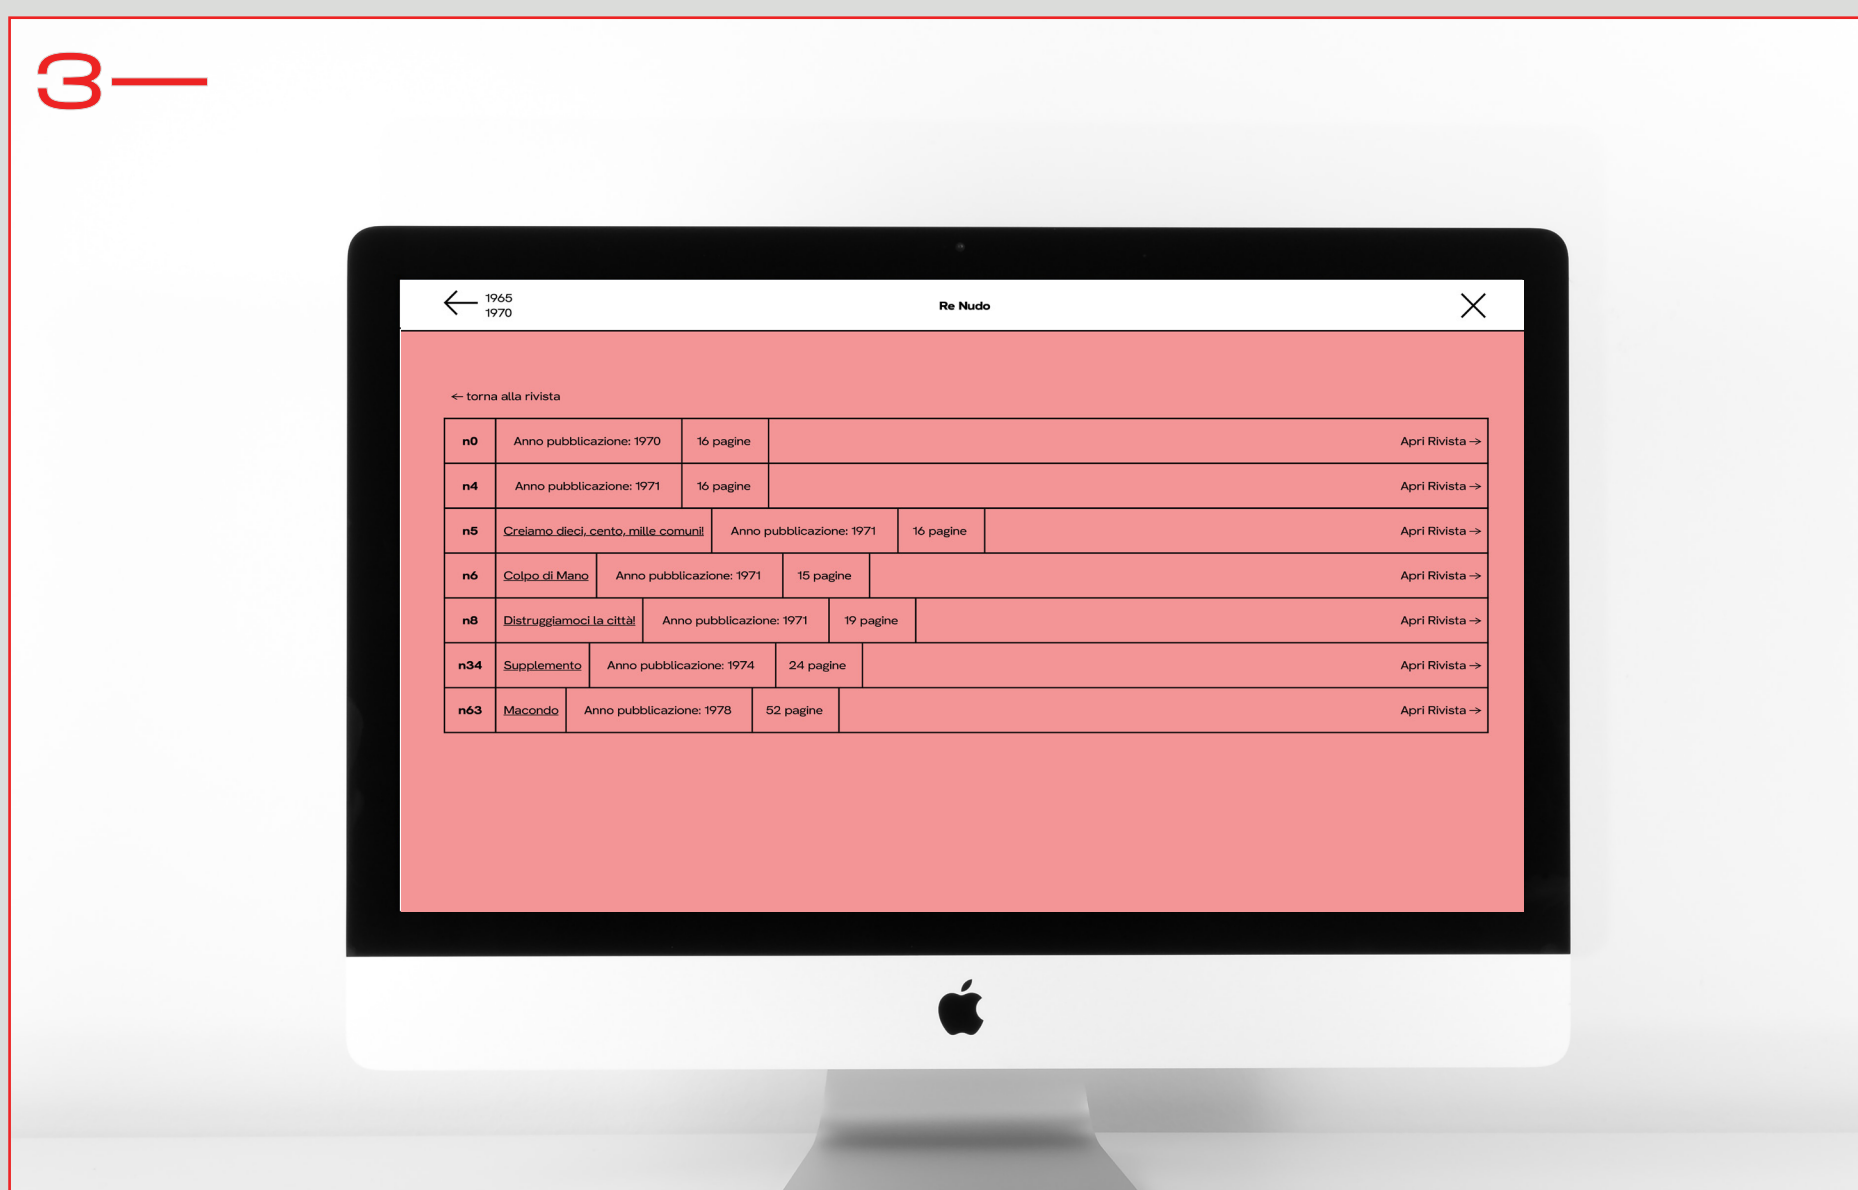 3—
← 1965
1970
Re Nudo
← torna alla rivista
n0 Anno pubblicazione: 1970 16 pagine Apri Rivista →
n4 Anno pubblicazione: 1971 16 pagine Apri Rivista →
n5 Creiamo dieci, cento, mille comuni! Anno pubblicazione: 1971 16 pagine Apri Rivista →
n6 Colpo di Mano Anno pubblicazione: 1971 15 pagine Apri Rivista →
n8 Distruggiamoci la città! Anno pubblicazione: 1971 19 pagine Apri Rivista →
n34 Supplemento Anno pubblicazione: 1974 24 pagine Apri Rivista →
n63 Macondo Anno pubblicazione: 1978 52 pagine Apri Rivista →